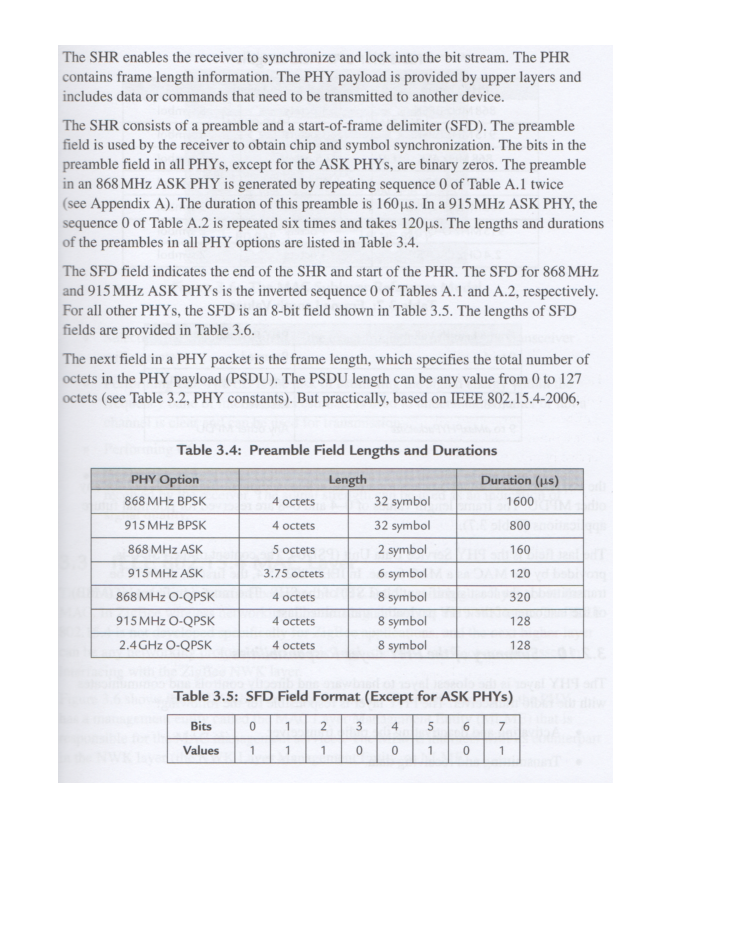 The SHR enables the receiver to synchronize and lock into the bit stream. The PHR
contains frame length information. The PHY payload is provided by upper layers and
includes data or commands that need to be transmitted to another device.
The SHR consists of a preamble and a start-of-frame delimiter (SFD). The preamble
field is used by the receiver to obtain chip and symbol synchronization. The bits in the
preamble field in all PHYs, except for the ASK PHYs, are binary zeros. The preamble
in an 868 MHz ASK PHY is generated by repeating sequence 0 of Table A.1 twice
(see Appendix A). The duration of this preamble is 160 μs. In a 915 MHz ASK PHY, the
sequence 0 of Table A.2 is repeated six times and takes 120 μs. The lengths and durations
of the preambles in all PHY options are listed in Table 3.4.
The SFD field indicates the end of the SHR and start of the PHR. The SFD for 868 MHz
and 915 MHz ASK PHYs is the inverted sequence 0 of Tables A.1 and A.2, respectively.
For all other PHYs, the SFD is an 8-bit field shown in Table 3.5. The lengths of SFD
fields are provided in Table 3.6.
The next field in a PHY packet is the frame length, which specifies the total number of
octets in the PHY payload (PSDU). The PSDU length can be any value from 0 to 127
octets (see Table 3.2, PHY constants). But practically, based on IEEE 802.15.4-2006,
Table 3.4: Preamble Field Lengths and Durations
PHY Option Length Duration (μs)
868 MHz BPSK 4 octets 32 symbol 1600
915 MHz BPSK 4 octets 32 symbol 800
868 MHz ASK 5 octets 2 symbol 160
915 MHz ASK 3.75 octets 6 symbol 120
868 MHz O-QPSK 4 octets 8 symbol 320
915 MHz O-QPSK 4 octets 8 symbol 128
2.4 GHz O-QPSK 4 octets 8 symbol 128
Table 3.5: SFD Field Format (Except for ASK PHYs)
Bits 0 1 2 3 4 5 6 7
Values 1 1 1 0 0 1 0 1